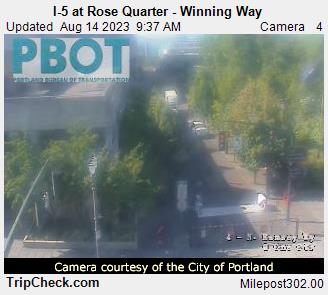 I-5 at Rose Quarter - Winning Way
Updated Aug 14 2023 9:37 AM Camera 4
PBOT
PORTLAND BUREAU OF TRANSPORTATION
Camera courtesy of the City of Portland
TripCheck.com Milepost302.00